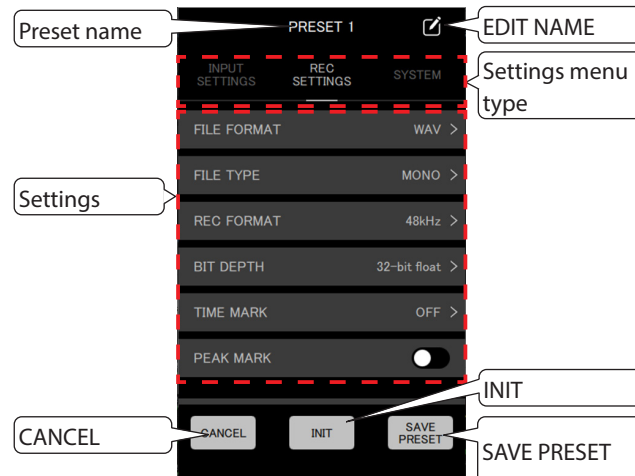 Preset name
PRESET 1
EDIT NAME
INPUT
SETTINGS
REC
SETTINGS
SYSTEM
Settings menu
type
Settings
FILE FORMAT WAV >
FILE TYPE MONO >
REC FORMAT 48kHz >
BIT DEPTH 32-bit float >
TIME MARK OFF >
PEAK MARK
CANCEL
INIT
SAVE
PRESET
CANCEL
INIT
SAVE PRESET